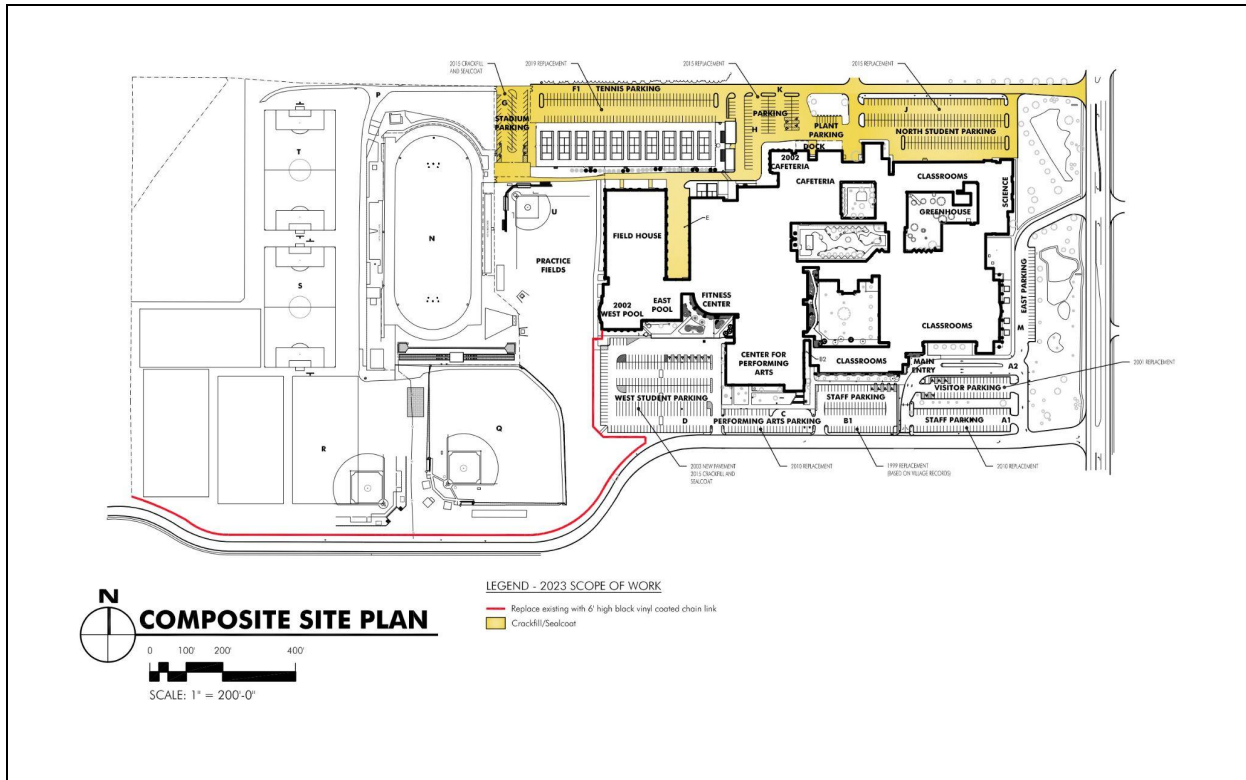 2015 CRACKFILL
AND SEALCOAT
2019 REPLACEMENT
2015 REPLACEMENT
2015 REPLACEMENT
P
G
F1 TENNIS PARKING
K
STADIUM
PARKING
PARKING
H
PLANT
PARKING
J
NORTH STUDENT PARKING
DOCK
T
2002
CAFETERIA
CAFETERIA
CLASSROOMS
SCIENCE
GREENHOUSE
U
E
N
FIELD HOUSE
PRACTICE
FIELDS
S
EAST PARKING
2002
WEST POOL
EAST
POOL
FITNESS
CENTER
CLASSROOMS
M
CENTER FOR
PERFORMING
ARTS
B2
CLASSROOMS
MAIN
ENTRY
A2
2001 REPLACEMENT
VISITOR PARKING
WEST STUDENT PARKING
STAFF PARKING
D
C
PERFORMING ARTS PARKING
B1
STAFF PARKING
A1
Q
R
2003 NEW PAVEMENT
2015 CRACKFILL AND
SEALCOAT
2010 REPLACEMENT
1999 REPLACEMENT
(BASED ON VILLAGE RECORDS)
2010 REPLACEMENT
LEGEND - 2023 SCOPE OF WORK
Replace existing with 6' high black vinyl coated chain link
Crackfill/Sealcoat
N
COMPOSITE SITE PLAN
0 100' 200' 400'
SCALE: 1" = 200'-0"